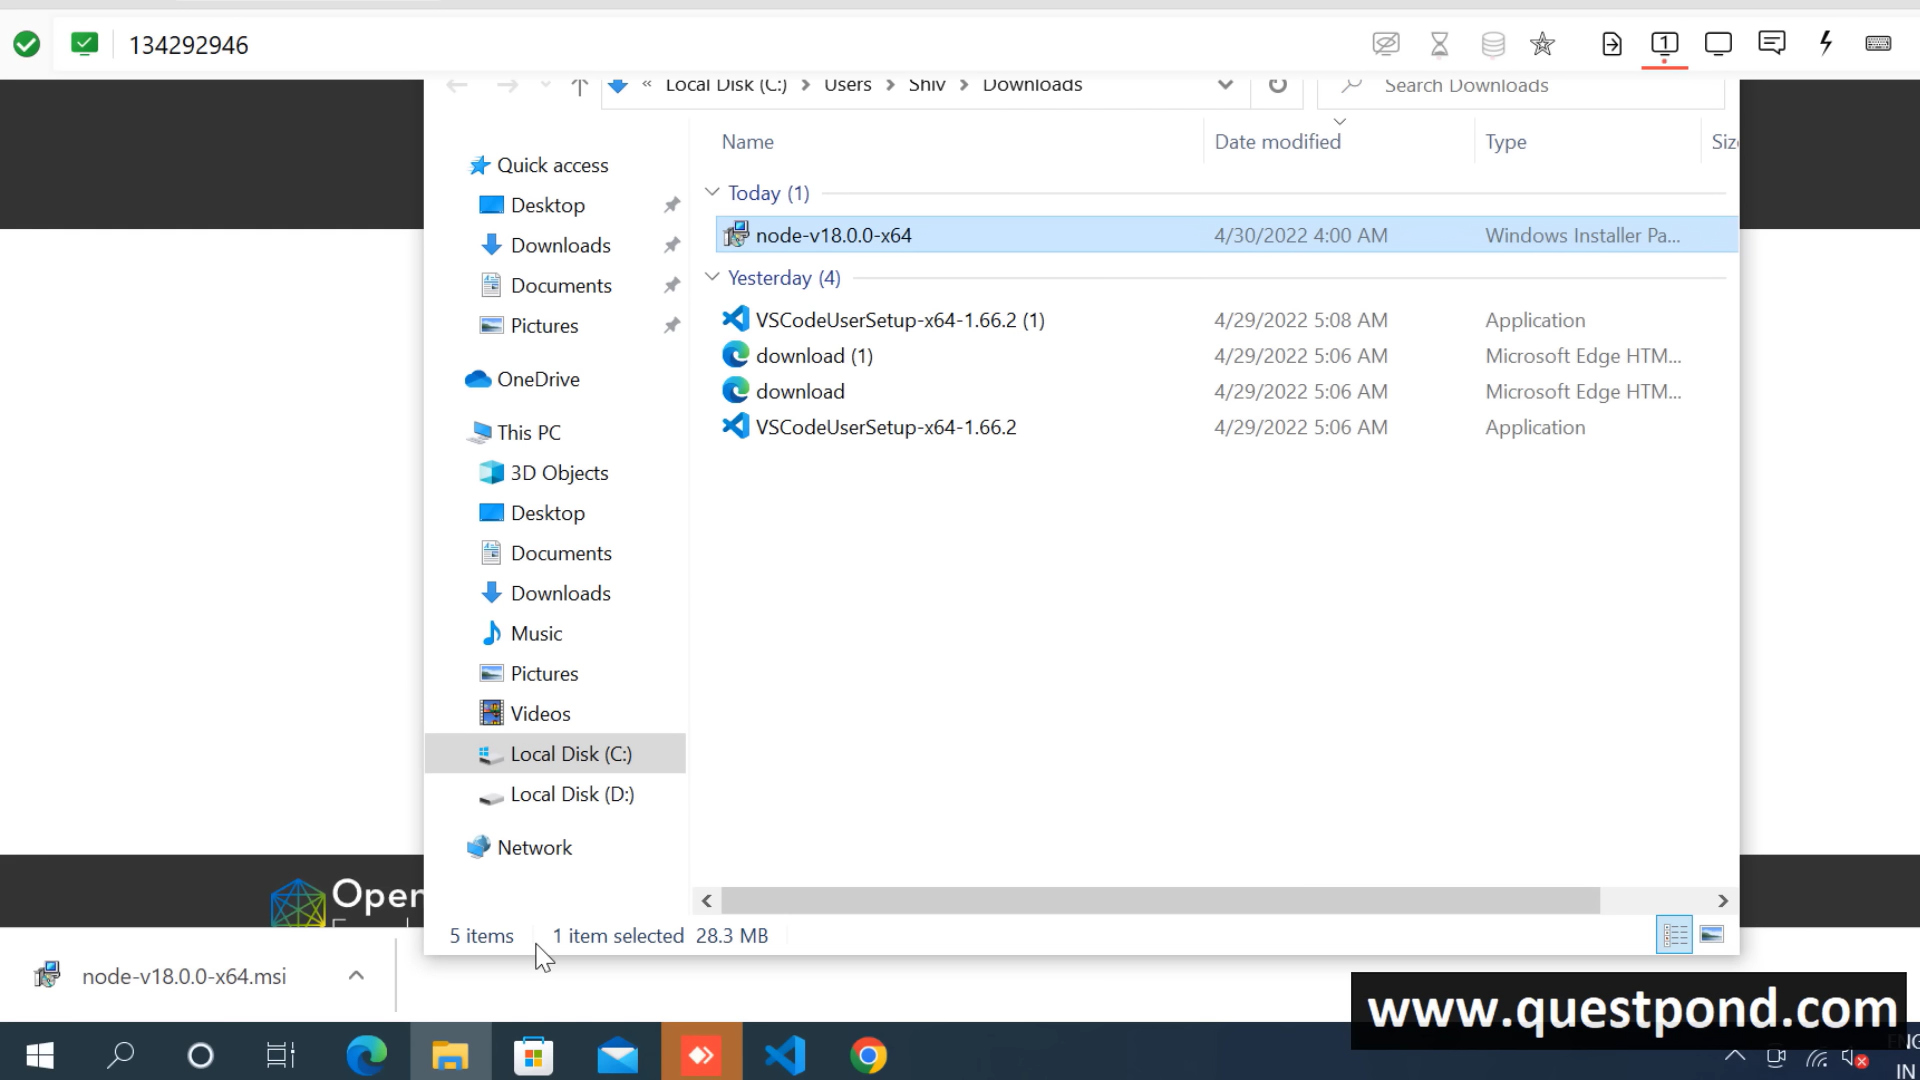 134292946
« Local Disk (C:) > Users > Shiv > Downloads
Search Downloads
Name
Date modified
Type
Size
Quick access
Desktop
Downloads
Documents
Pictures
OneDrive
This PC
3D Objects
Desktop
Documents
Downloads
Music
Pictures
Videos
Local Disk (C:)
Local Disk (D:)
Network
Today (1)
node-v18.0.0-x64 4/30/2022 4:00 AM Windows Installer Pa...
Yesterday (4)
VSCodeUserSetup-x64-1.66.2 (1) 4/29/2022 5:08 AM Application
download (1) 4/29/2022 5:06 AM Microsoft Edge HTM...
download 4/29/2022 5:06 AM Microsoft Edge HTM...
VSCodeUserSetup-x64-1.66.2 4/29/2022 5:06 AM Application
Open
5 items 1 item selected 28.3 MB
node-v18.0.0-x64.msi
www.questpond.com
IN